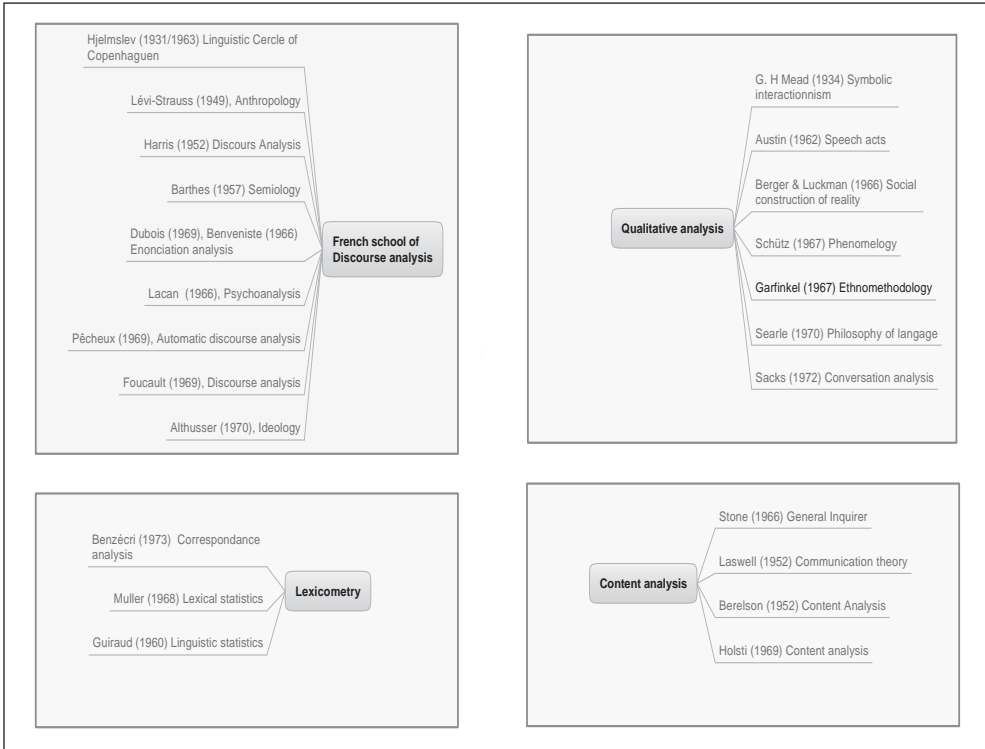 Hjelmslev (1931/1963) Linguistic Cercle of
Copenhaguen
Lévi-Strauss (1949), Anthropology
Harris (1952) Discours Analysis
Barthes (1957) Semiology
Dubois (1969), Benveniste (1966)
Enonciation analysis
Lacan (1966), Psychoanalysis
Pêcheux (1969), Automatic discourse analysis
Foucault (1969), Discourse analysis
Althusser (1970), Ideology
French school of
Discourse analysis
Qualitative analysis
G. H Mead (1934) Symbolic
interactionnism
Austin (1962) Speech acts
Berger & Luckman (1966) Social
construction of reality
Schütz (1967) Phenomelogy
Garfinkel (1967) Ethnomethodology
Searle (1970) Philosophy of langage
Sacks (1972) Conversation analysis
Benzécri (1973) Correspondance
analysis
Muller (1968) Lexical statistics
Guiraud (1960) Linguistic statistics
Lexicometry
Content analysis
Stone (1966) General Inquirer
Laswell (1952) Communication theory
Berelson (1952) Content Analysis
Holsti (1969) Content analysis